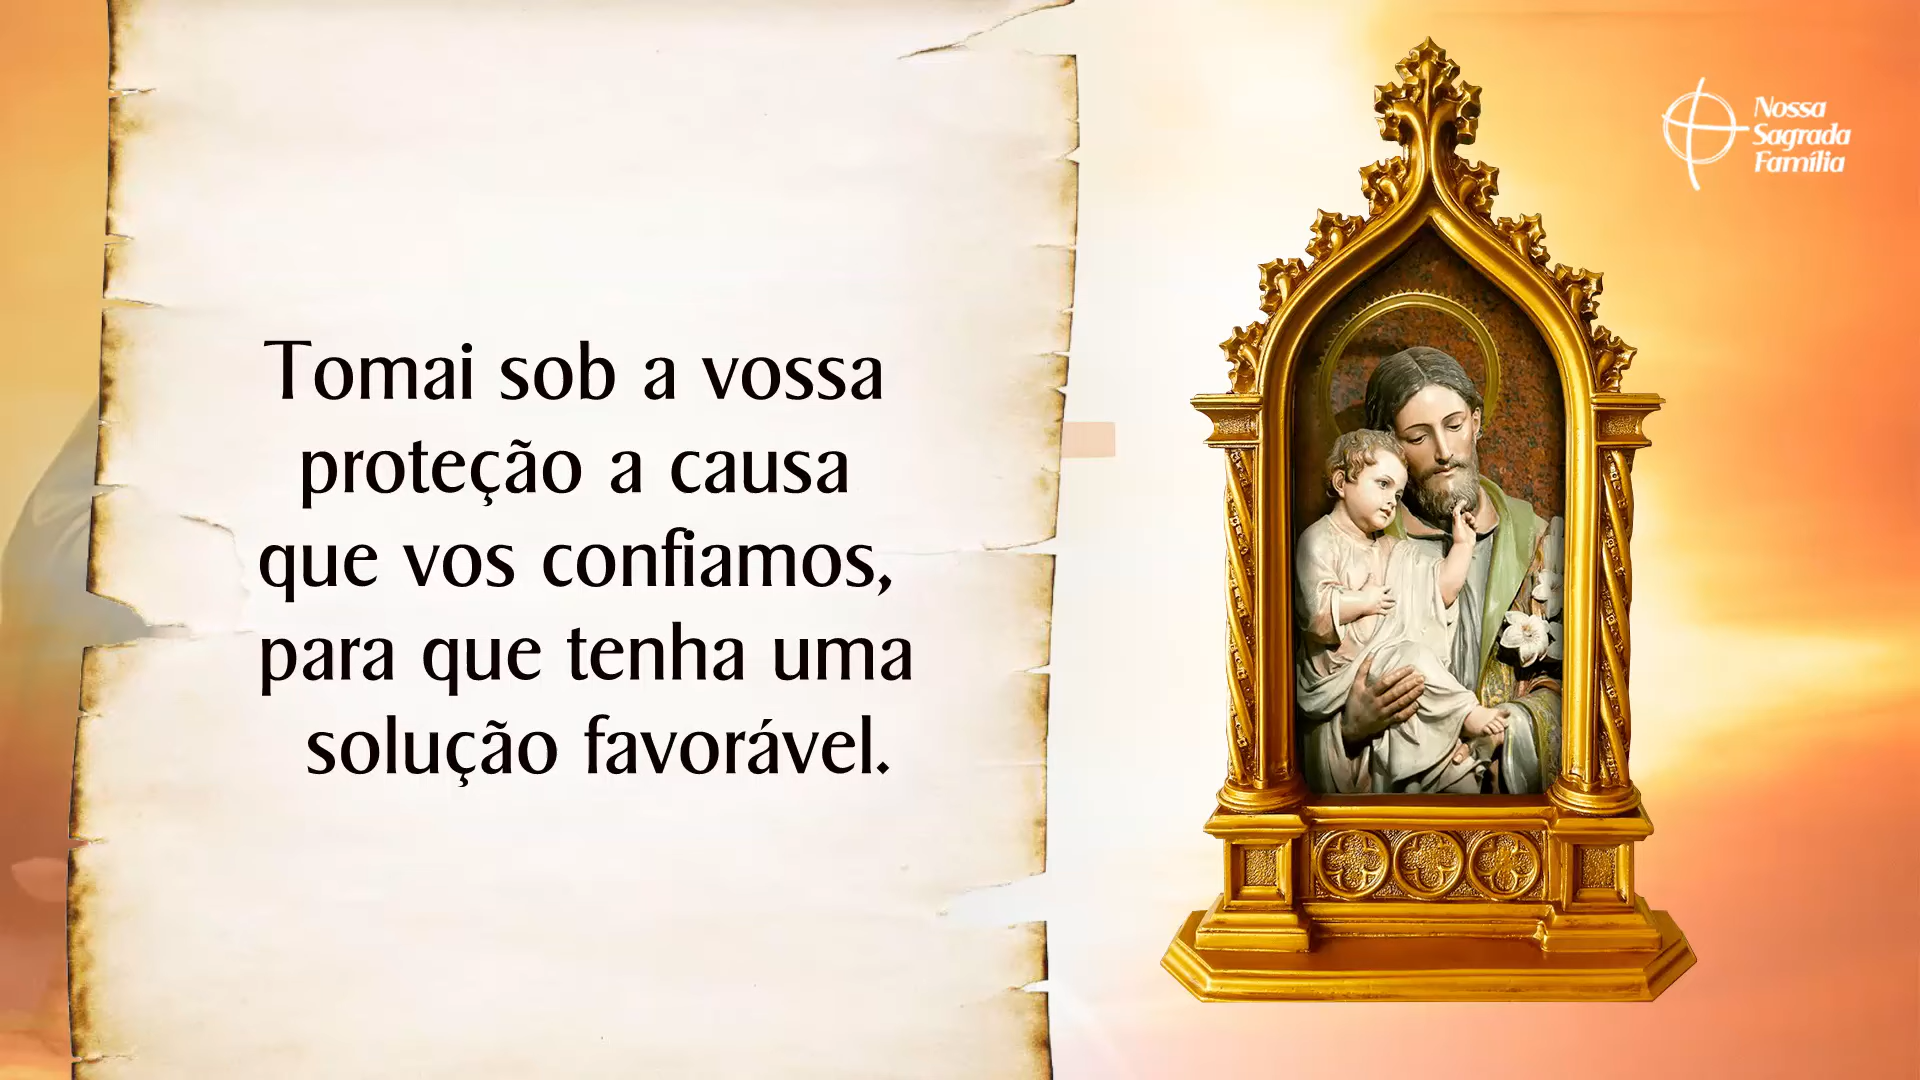 Tomai sob a vossa
proteção a causa
que vos confiamos,
para que tenha uma
solução favorável.
Nossa
Sagrada
Família